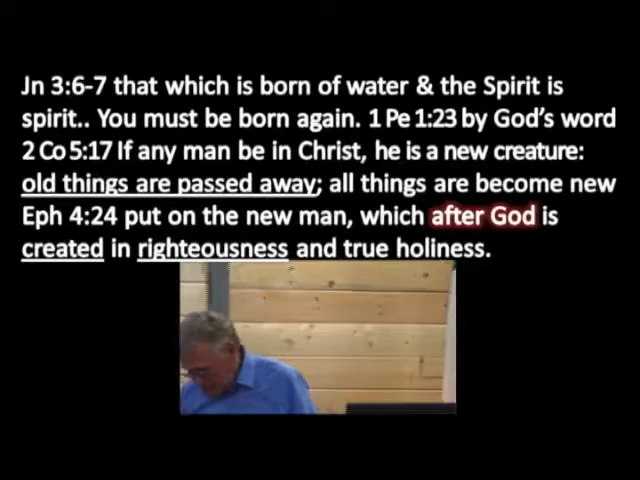 Jn 3:6-7 that which is born of water & the Spirit is
spirit.. You must be born again. 1 Pe 1:23 by God's word
2 Co 5:17 If any man be in Christ, he is a new creature:
old things are passed away; all things are become new
Eph 4:24 put on the new man, which after God is
created in righteousness and true holiness.